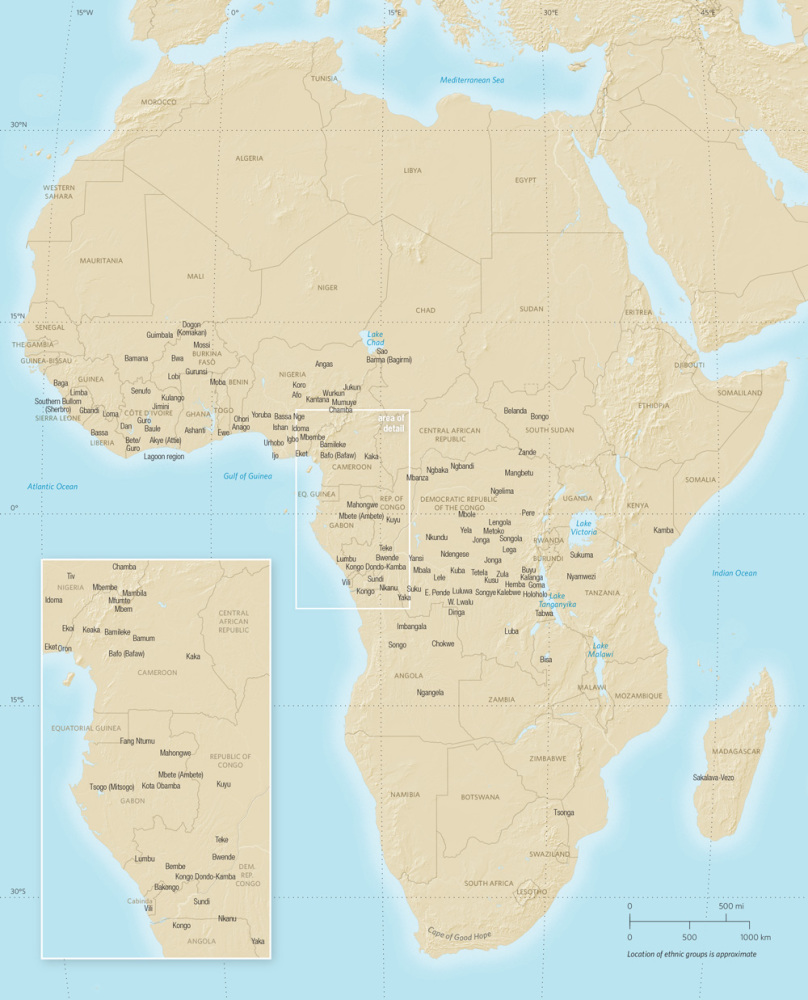 15°W
0°
15°E
30°E
45°E
TUNISIA
Mediterranean Sea
MOROCCO
30°N
ALGERIA
LIBYA
EGYPT
WESTERN
SAHARA
MAURITANIA
MALI
NIGER
CHAD
SUDAN
ERITREA
15°N
SENEGAL
THE GAMBIA
GUINEA-BISSAU
GUINEA
SIERRA LEONE
LIBERIA
CÔTE D'IVOIRE
BURKINA
FASO
GHANA
TOGO
BENIN
NIGERIA
Dogon
(Komakan)
Guimbala
Mossi
Bamana
Bwa
Gurunsi
Lobi
Moba
Baga
Limba
Southern Bullom
(Sherbro)
Gbandi
Loma
Senufo
Kulango
Jimini
Guro
Dan
Baule
Bassa
Bete/
Guro
Akye (Attie)
Lagoon region
Ashanti
Ewe
Ohori
Anago
Yoruba
Bassa Nge
Ishan
Idoma
Urhobo
Igbo
Mbembe
Ijo
Eket
Bamileke
Bafo (Bafaw)
Kaka
Lake
Chad
Sao
Barma (Bagirmi)
Angas
Koro
Jukun
Afo
Wurkun
Kantana
Mumuye
Chamba
area of
detail
DJIBOUTI
SOMALILAND
ETHIOPIA
SOMALIA
Belanda
Bongo
SOUTH SUDAN
CENTRAL AFRICAN
REPUBLIC
CAMEROON
Zande
Ngbandi
Ngbaka
Mbanza
Mangbetu
Ngelima
Atlantic Ocean
Gulf of Guinea
EQ. GUINEA
REP. OF
CONGO
DEMOCRATIC REPUBLIC
OF THE CONGO
UGANDA
KENYA
0°
Mahongwe
Mbete (Ambete)
GABON
Kuyu
Mbole
Pere
Lengola
Yela
Metoko
Songola
Nkundu
Jonga
Lega
RWANDA
BURUNDI
Lake
Victoria
Kamba
Sukuma
Nyamwezi
TANZANIA
Indian Ocean
Teke
Lumbu
Bwende
Yansi
Ndengese
Jonga
Kongo Dondo-Kamba
Mbala
Kuba
Tetela
Zula
Buyu
Kalanga
Vili
Sundi
Lele
Kusu
Hemba
Goma
Kongo
Nkanu
Suku
E. Pende
Luluwa
Songye
Kalebwe
Holoholo
Yaka
W. Lwalu
Dinga
Lake
Tanganyika
Tabwa
Imbangala
Luba
Songo
Chokwe
Bisa
Lake
Malawi
ANGOLA
Ngangela
ZAMBIA
MALAWI
MOZAMBIQUE
15°S
ZIMBABWE
MADAGASCAR
Sakalava-Vezo
NAMIBIA
BOTSWANA
Tsonga
SWAZILAND
SOUTH AFRICA
LESOTHO
30°S
Cape of Good Hope
Chamba
Tiv
NIGERIA
Mbembe
Mambila
Idoma
Mfumte
Mbem
Ekoi
Keaka
Bamileke
Bamum
Eket
Oron
Bafo (Bafaw)
Kaka
CENTRAL
AFRICAN
REPUBLIC
CAMEROON
EQUATORIAL GUINEA
Fang Ntumu
Mahongwe
REPUBLIC OF
CONGO
Mbete (Ambete)
Tsogo (Mitsogo)
Kota Obamba
Kuyu
GABON
Teke
Lumbu
Bwende
Bembe
DEM.
REP.
CONGO
Kongo Dondo-Kamba
Bakongo
Cabinda
Vili
Sundi
Nkanu
Kongo
ANGOLA
Yaka
0
500 mi
0
500
1000 km
Location of ethnic groups is approximate